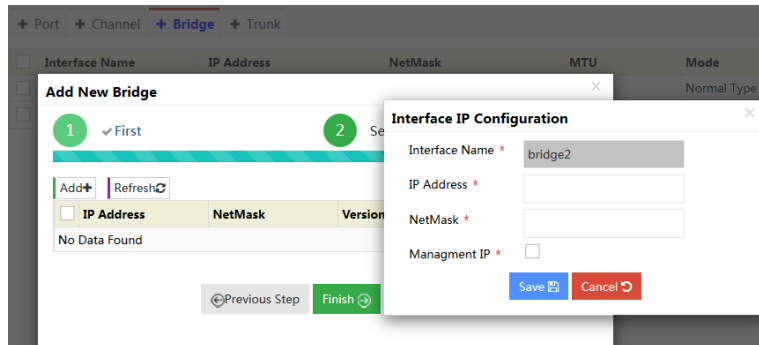 + Port + Channel + Bridge + Trunk
Interface Name IP Address NetMask MTU Mode
Add New Bridge
Normal Type
1 First 2 Se
Interface IP Configuration
Interface Name * bridge2
IP Address *
NetMask *
Managment IP *
Save Cancel
Add+ Refresh
IP Address NetMask Version
No Data Found
Previous Step Finish